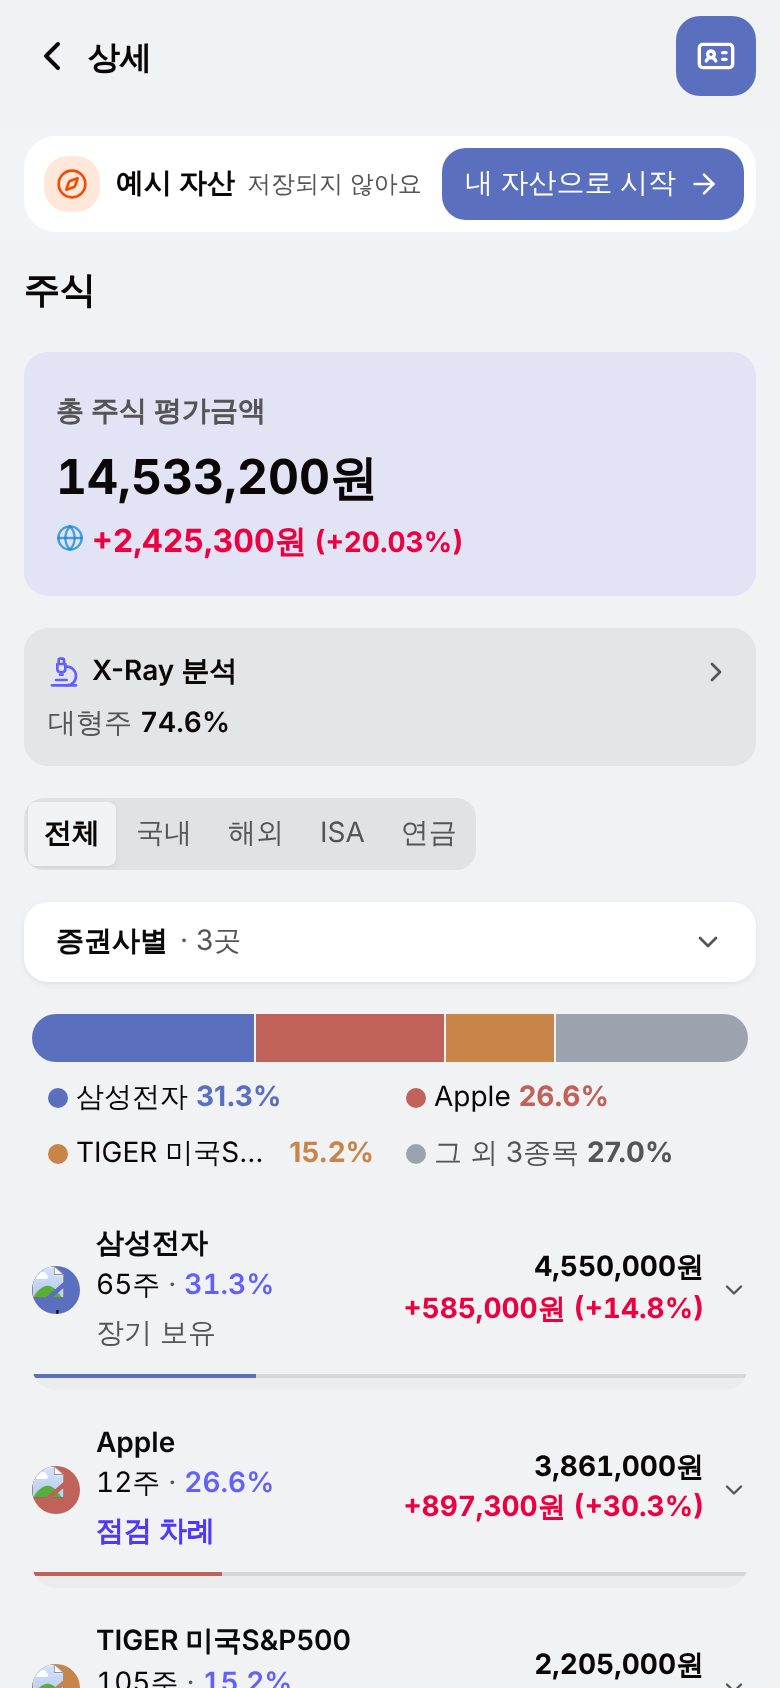 상세
예시 자산 저장되지 않아요 내 자산으로 시작
주식
총 주식 평가금액
14,533,200원
+2,425,300원 (+20.03%)
X-Ray 분석
대형주 74.6%
전체 국내 해외 ISA 연금
증권사별 · 3곳
삼성전자 31.3% Apple 26.6%
TIGER 미국S... 15.2% 그 외 3종목 27.0%
삼성전자
4,550,000원
65주 · 31.3%
+585,000원 (+14.8%)
장기 보유
Apple
3,861,000원
12주 · 26.6%
+897,300원 (+30.3%)
점검 차례
TIGER 미국S&P500
2,205,000원
105주 · 15.2%